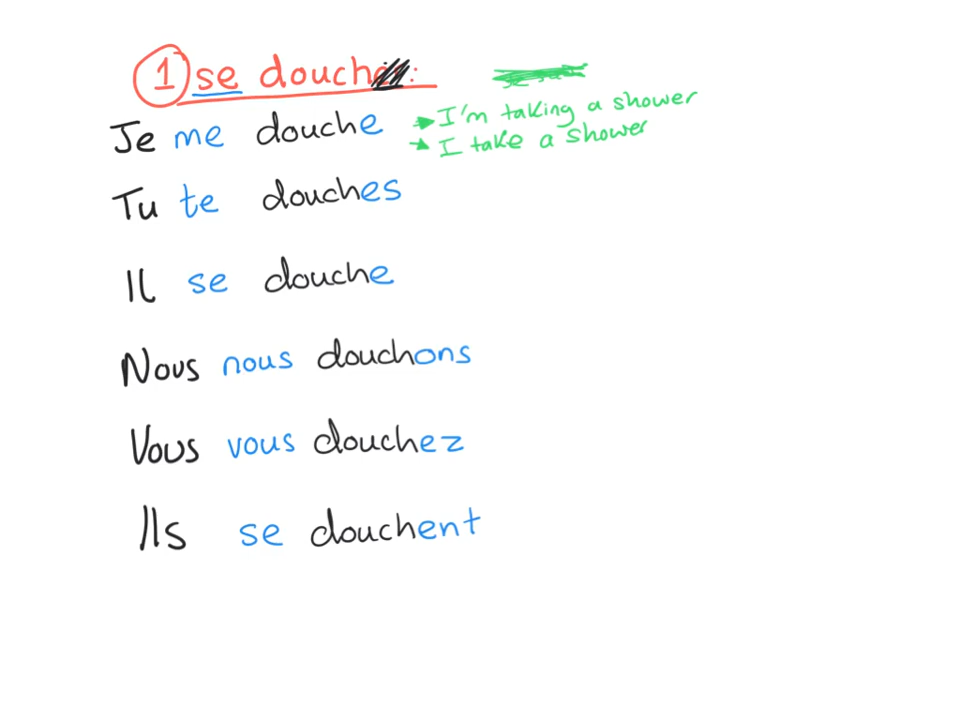 1 se douch :
Je me douche → I'm taking a shower
→ I take a shower
Tu te douches
Il se douche
Nous nous douchons
Vous vous douchez
Ils se douchent